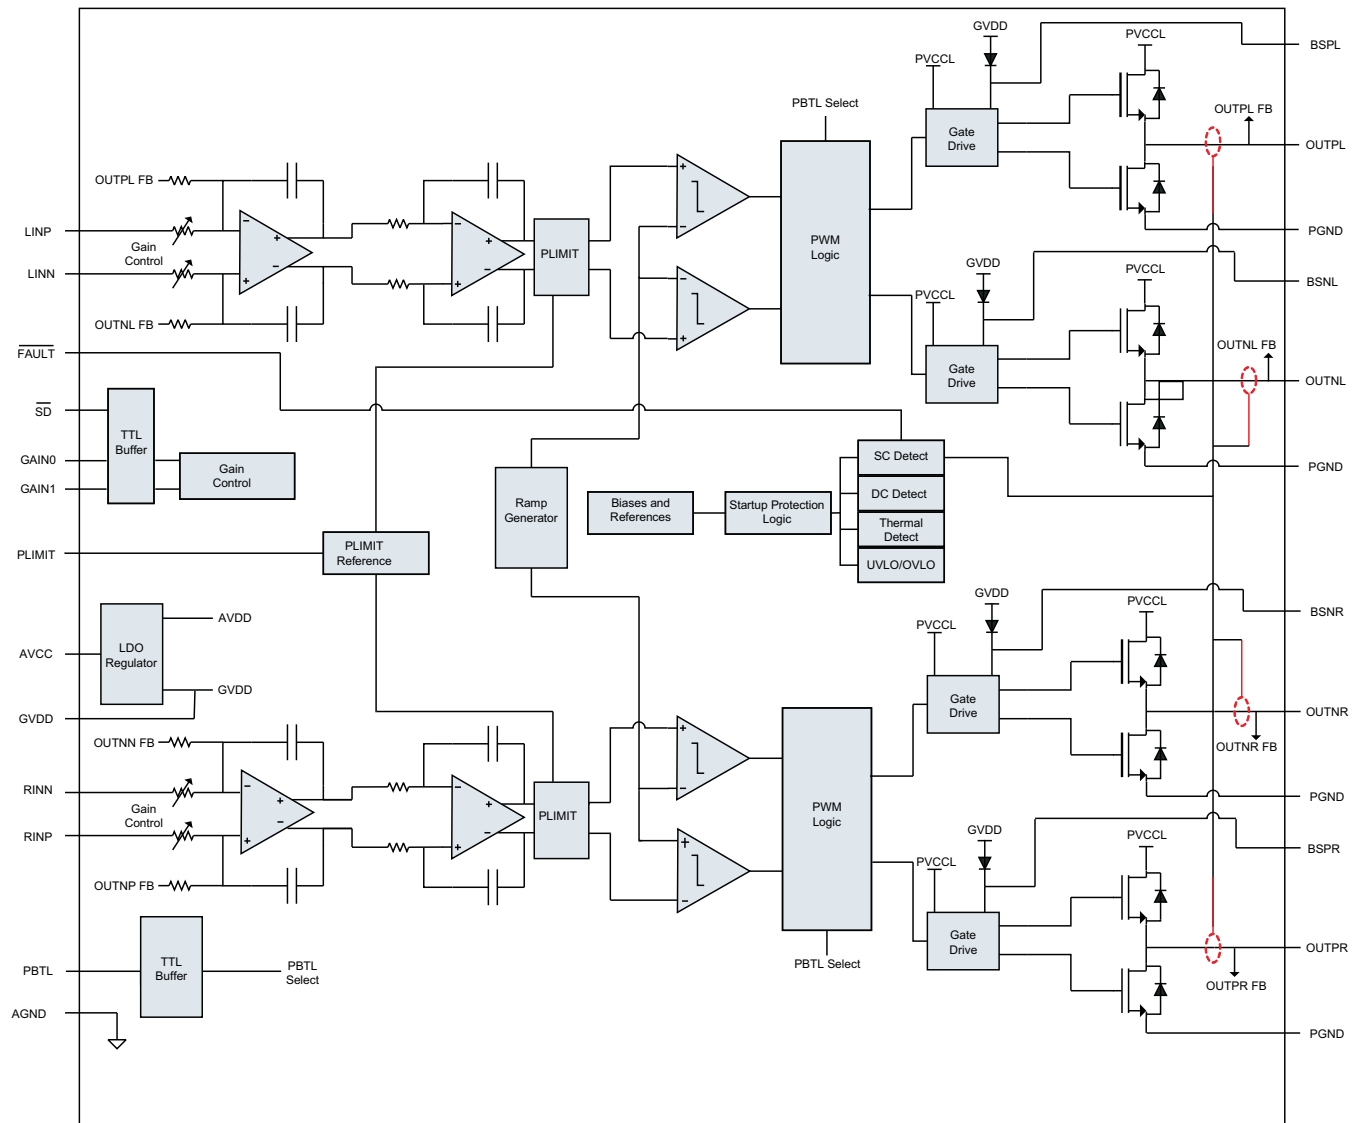 GVDD
PVCCL
BSPL
PVCCL
PBTL Select
OUTPL FB
Gate
Drive
OUTPL
OUTPL FB
LINP
Gain
Control
PLIMIT
PWM
Logic
PGND
LINN
GVDD
PVCCL
BSNL
PVCCL
OUTNL FB
OUTNL FB
FAULT
Gate
Drive
OUTNL
SD
TTL
Buffer
GAIN0
GAIN1
Gain
Control
SC Detect
PGND
Ramp
Generator
Biases and
References
Startup Protection
Logic
DC Detect
Thermal
Detect
UVLO/OVLO
PLIMIT
PLIMIT
Reference
GVDD
PVCCL
BSNR
AVDD
PVCCL
AVCC
LDO
Regulator
GVDD
GVDD
Gate
Drive
OUTNR
OUTNN FB
OUTNR FB
RINN
Gain
Control
PLIMIT
PWM
Logic
PGND
RINP
GVDD
PVCCL
BSPR
PVCCL
OUTNP FB
Gate
Drive
OUTPR
PBTL
TTL
Buffer
PBTL
Select
PBTL Select
OUTPR FB
AGND
PGND